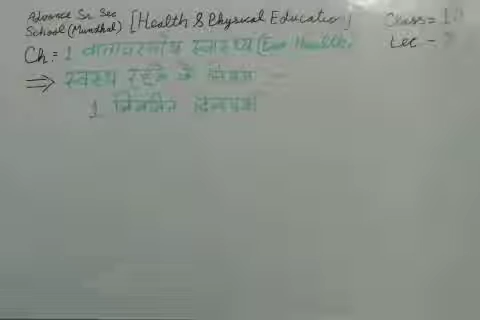 Advance Sr. Sec [Health & Physical Education] Class = 10
School (Mundhal) Lec -
Ch = 1 वातावरणीय स्वास्थ्य (Env Health)
⇒ स्वस्थ रहने के नियम
1 नियमित दिनचर्या